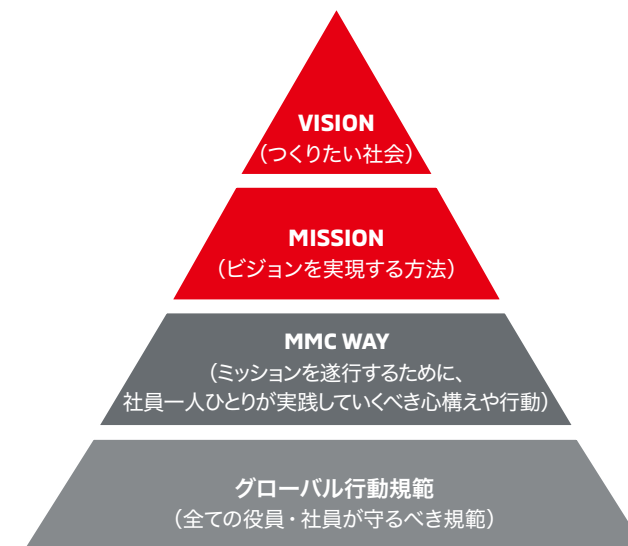 VISION
（つくりたい社会）
MISSION
（ビジョンを実現する方法）
MMC WAY
（ミッションを遂行するために、
社員一人ひとりが実践していくべき心構えや行動）
グローバル行動規範
（全ての役員・社員が守るべき規範）